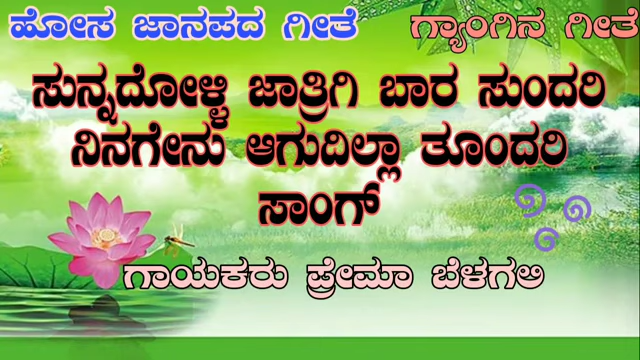 ಹೋಸ ಜಾನಪದ ಗೀತೆ ಗ್ಯಾಂಗಿನ ಗೀತೆ
ಸುನ್ನದೋಳ್ಳಿ ಜಾತ್ರಿಗಿ ಬಾರ ಸುಂದರಿ
ನಿನಗೇನು ಆಗುದಿಲ್ಲಾ ತೂಂದರಿ
ಸಾಂಗ್
ಗಾಯಕರು ಪ್ರೇಮಾ ಬೆಳಗಲಿ